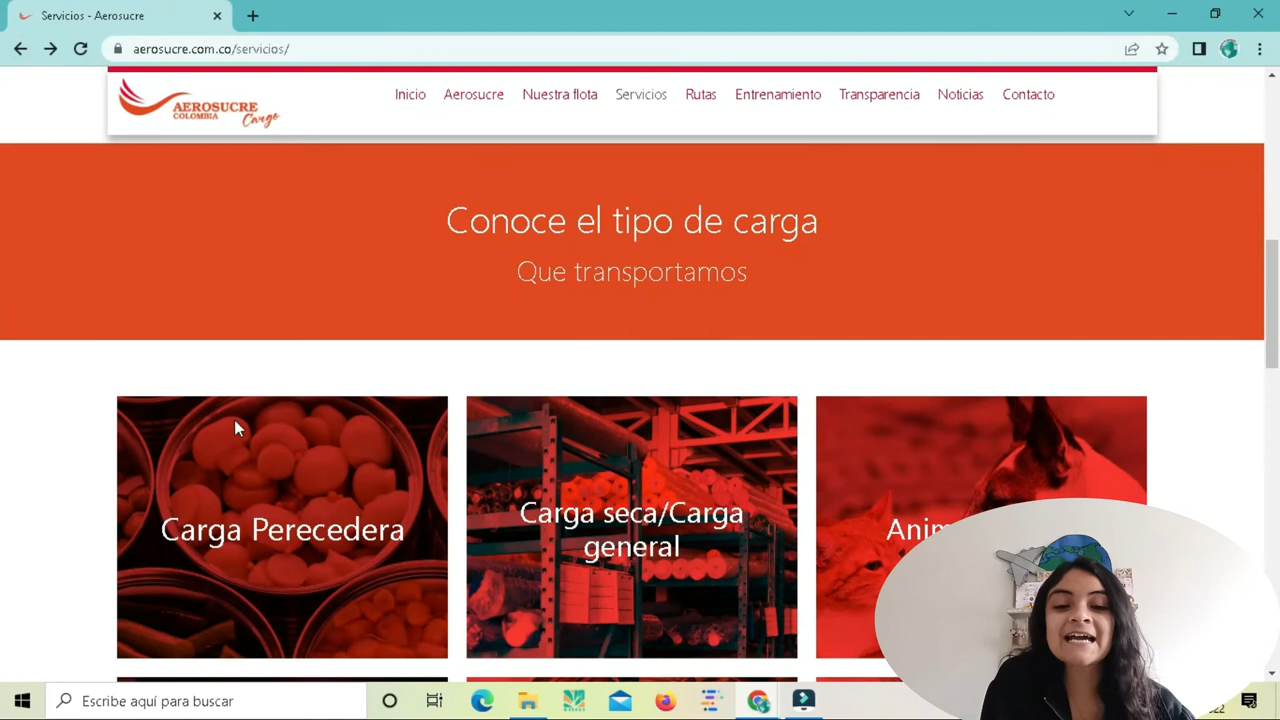 Servicios - Aerosucre
aerosucre.com.co/servicios/
AEROSUCRE
COLOMBIA
Cargo
Inicio
Aerosucre
Nuestra flota
Servicios
Rutas
Entrenamiento
Transparencia
Noticias
Contacto
Conoce el tipo de carga
Que transportamos
Carga Perecedera
Carga seca/Carga
general
Escribe aquí para buscar